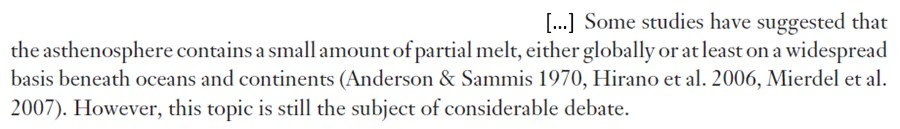 [...] Some studies have suggested that
the asthenosphere contains a small amount of partial melt, either globally or at least on a widespread
basis beneath oceans and continents (Anderson & Sammis 1970, Hirano et al. 2006, Mierdel et al.
2007). However, this topic is still the subject of considerable debate.